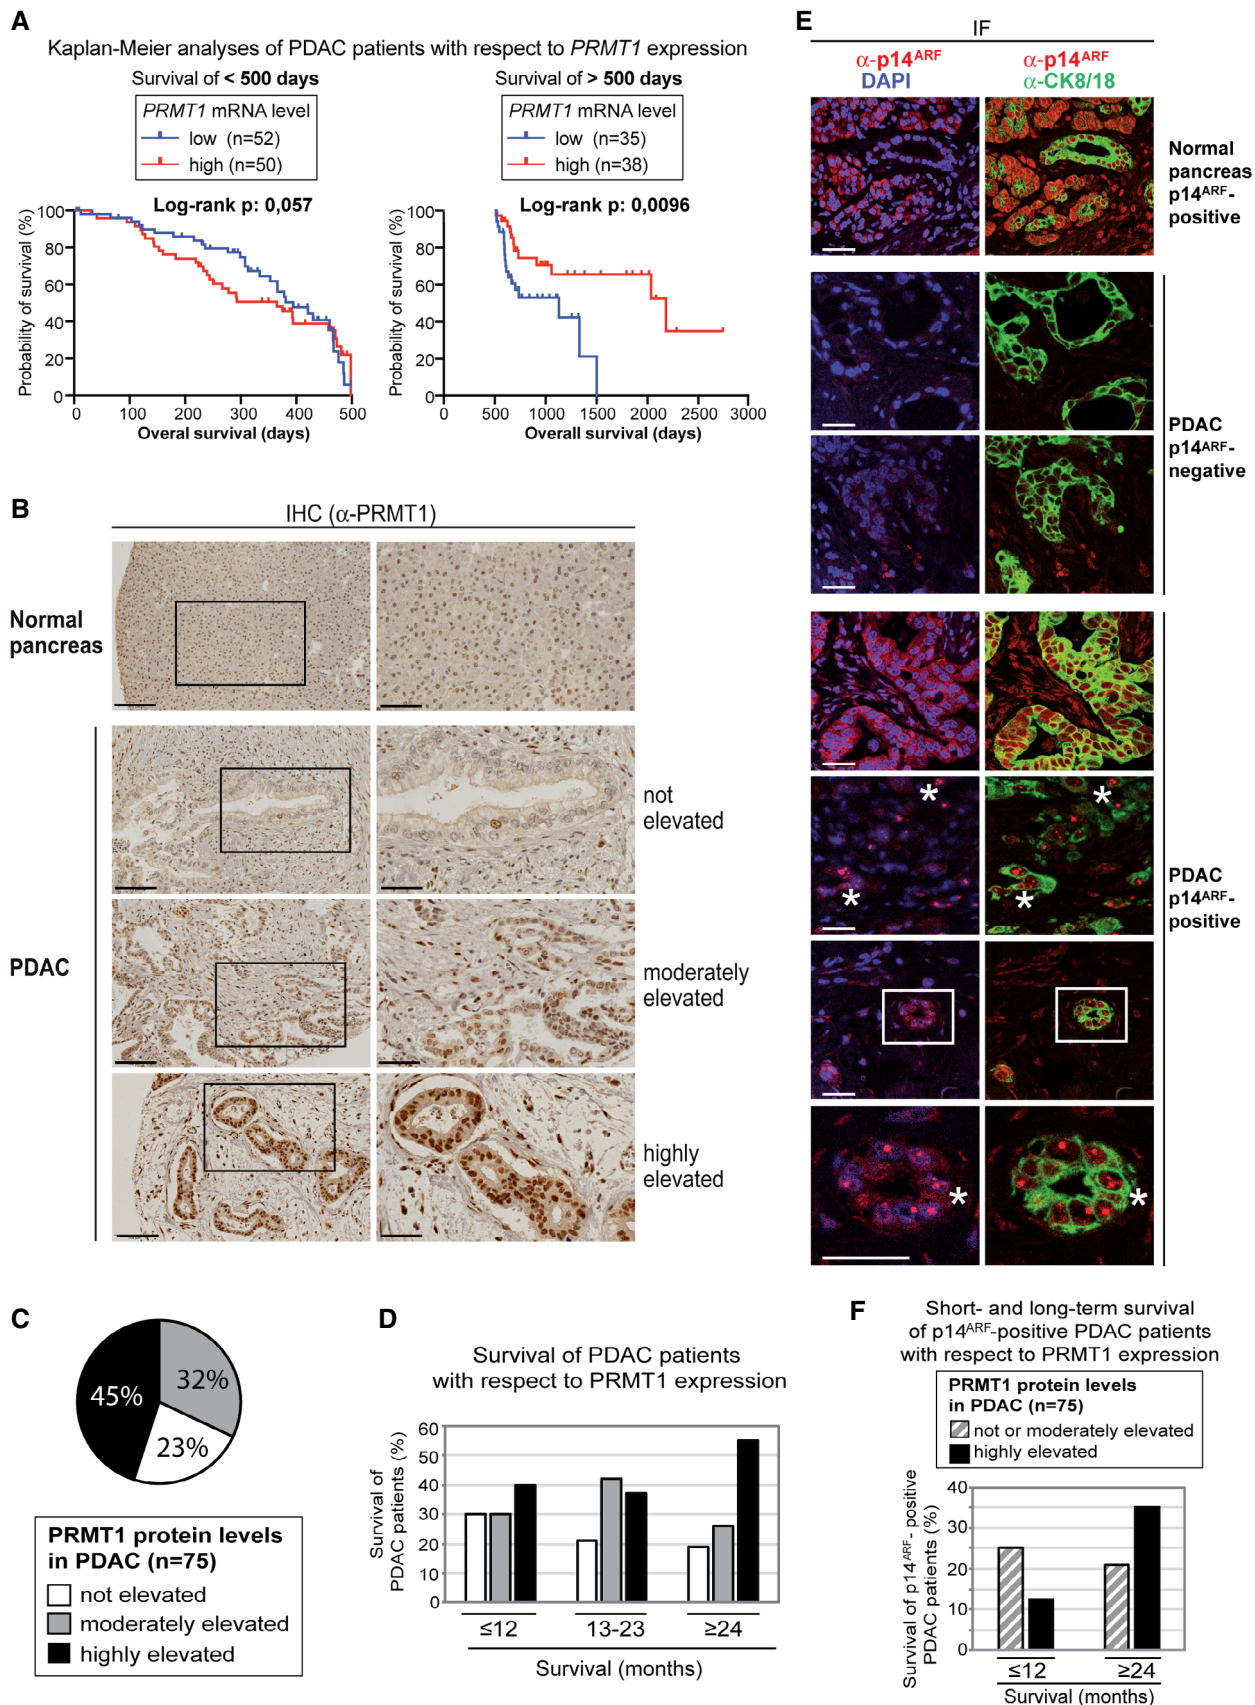 A
Kaplan-Meier analyses of PDAC patients with respect to PRMT1 expression
Survival of < 500 days
PRMT1 mRNA level
low (n=52)
high (n=50)
Log-rank p: 0,057
Probability of survival (%)
100
80
60
40
20
0
0 100 200 300 400 500
Overal survival (days)
Survival of > 500 days
PRMT1 mRNA level
low (n=35)
high (n=38)
Log-rank p: 0,0096
Probability of survival (%)
100
80
60
40
20
0
0 500 1000 1500 2000 2500 3000
Overall survival (days)
B
IHC (α-PRMT1)
Normal
pancreas
PDAC
not
elevated
moderately
elevated
highly
elevated
C
45%
32%
23%
PRMT1 protein levels
in PDAC (n=75)
not elevated
moderately elevated
highly elevated
D
Survival of PDAC patients
with respect to PRMT1 expression
Survival of
PDAC patients (%)
60
50
40
30
20
10
0
≤12 13-23 ≥24
Survival (months)
E
IF
α-p14ARF α-p14ARF
DAPI α-CK8/18
Normal
pancreas
p14ARF-
positive
PDAC
p14ARF-
negative
PDAC
p14ARF-
positive
*
*
*
*
*
*
F
Short- and long-term survival
of p14ARF-positive PDAC patients
with respect to PRMT1 expression
PRMT1 protein levels
in PDAC (n=75)
not or moderately elevated
highly elevated
Survival of p14ARF- positive
PDAC patients (%)
40
30
20
10
0
≤12 ≥24
Survival (months)